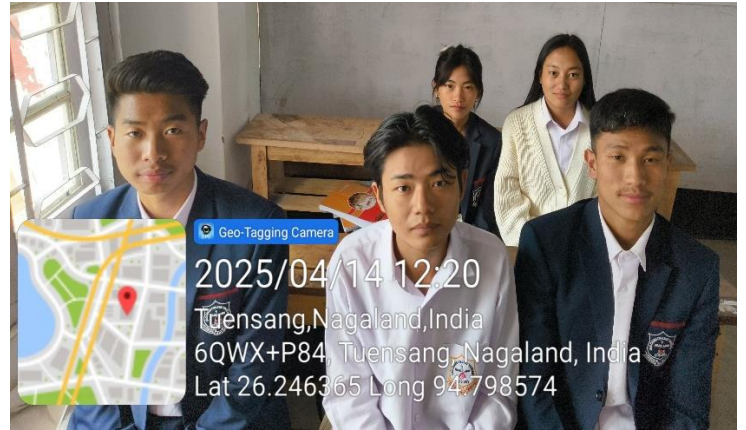 Geo-Tagging Camera
2025/04/14 12:20
Tuensang,Nagaland,India
6QWX+P84, Tuensang, Nagaland, India
Lat 26.246365 Long 94.798574